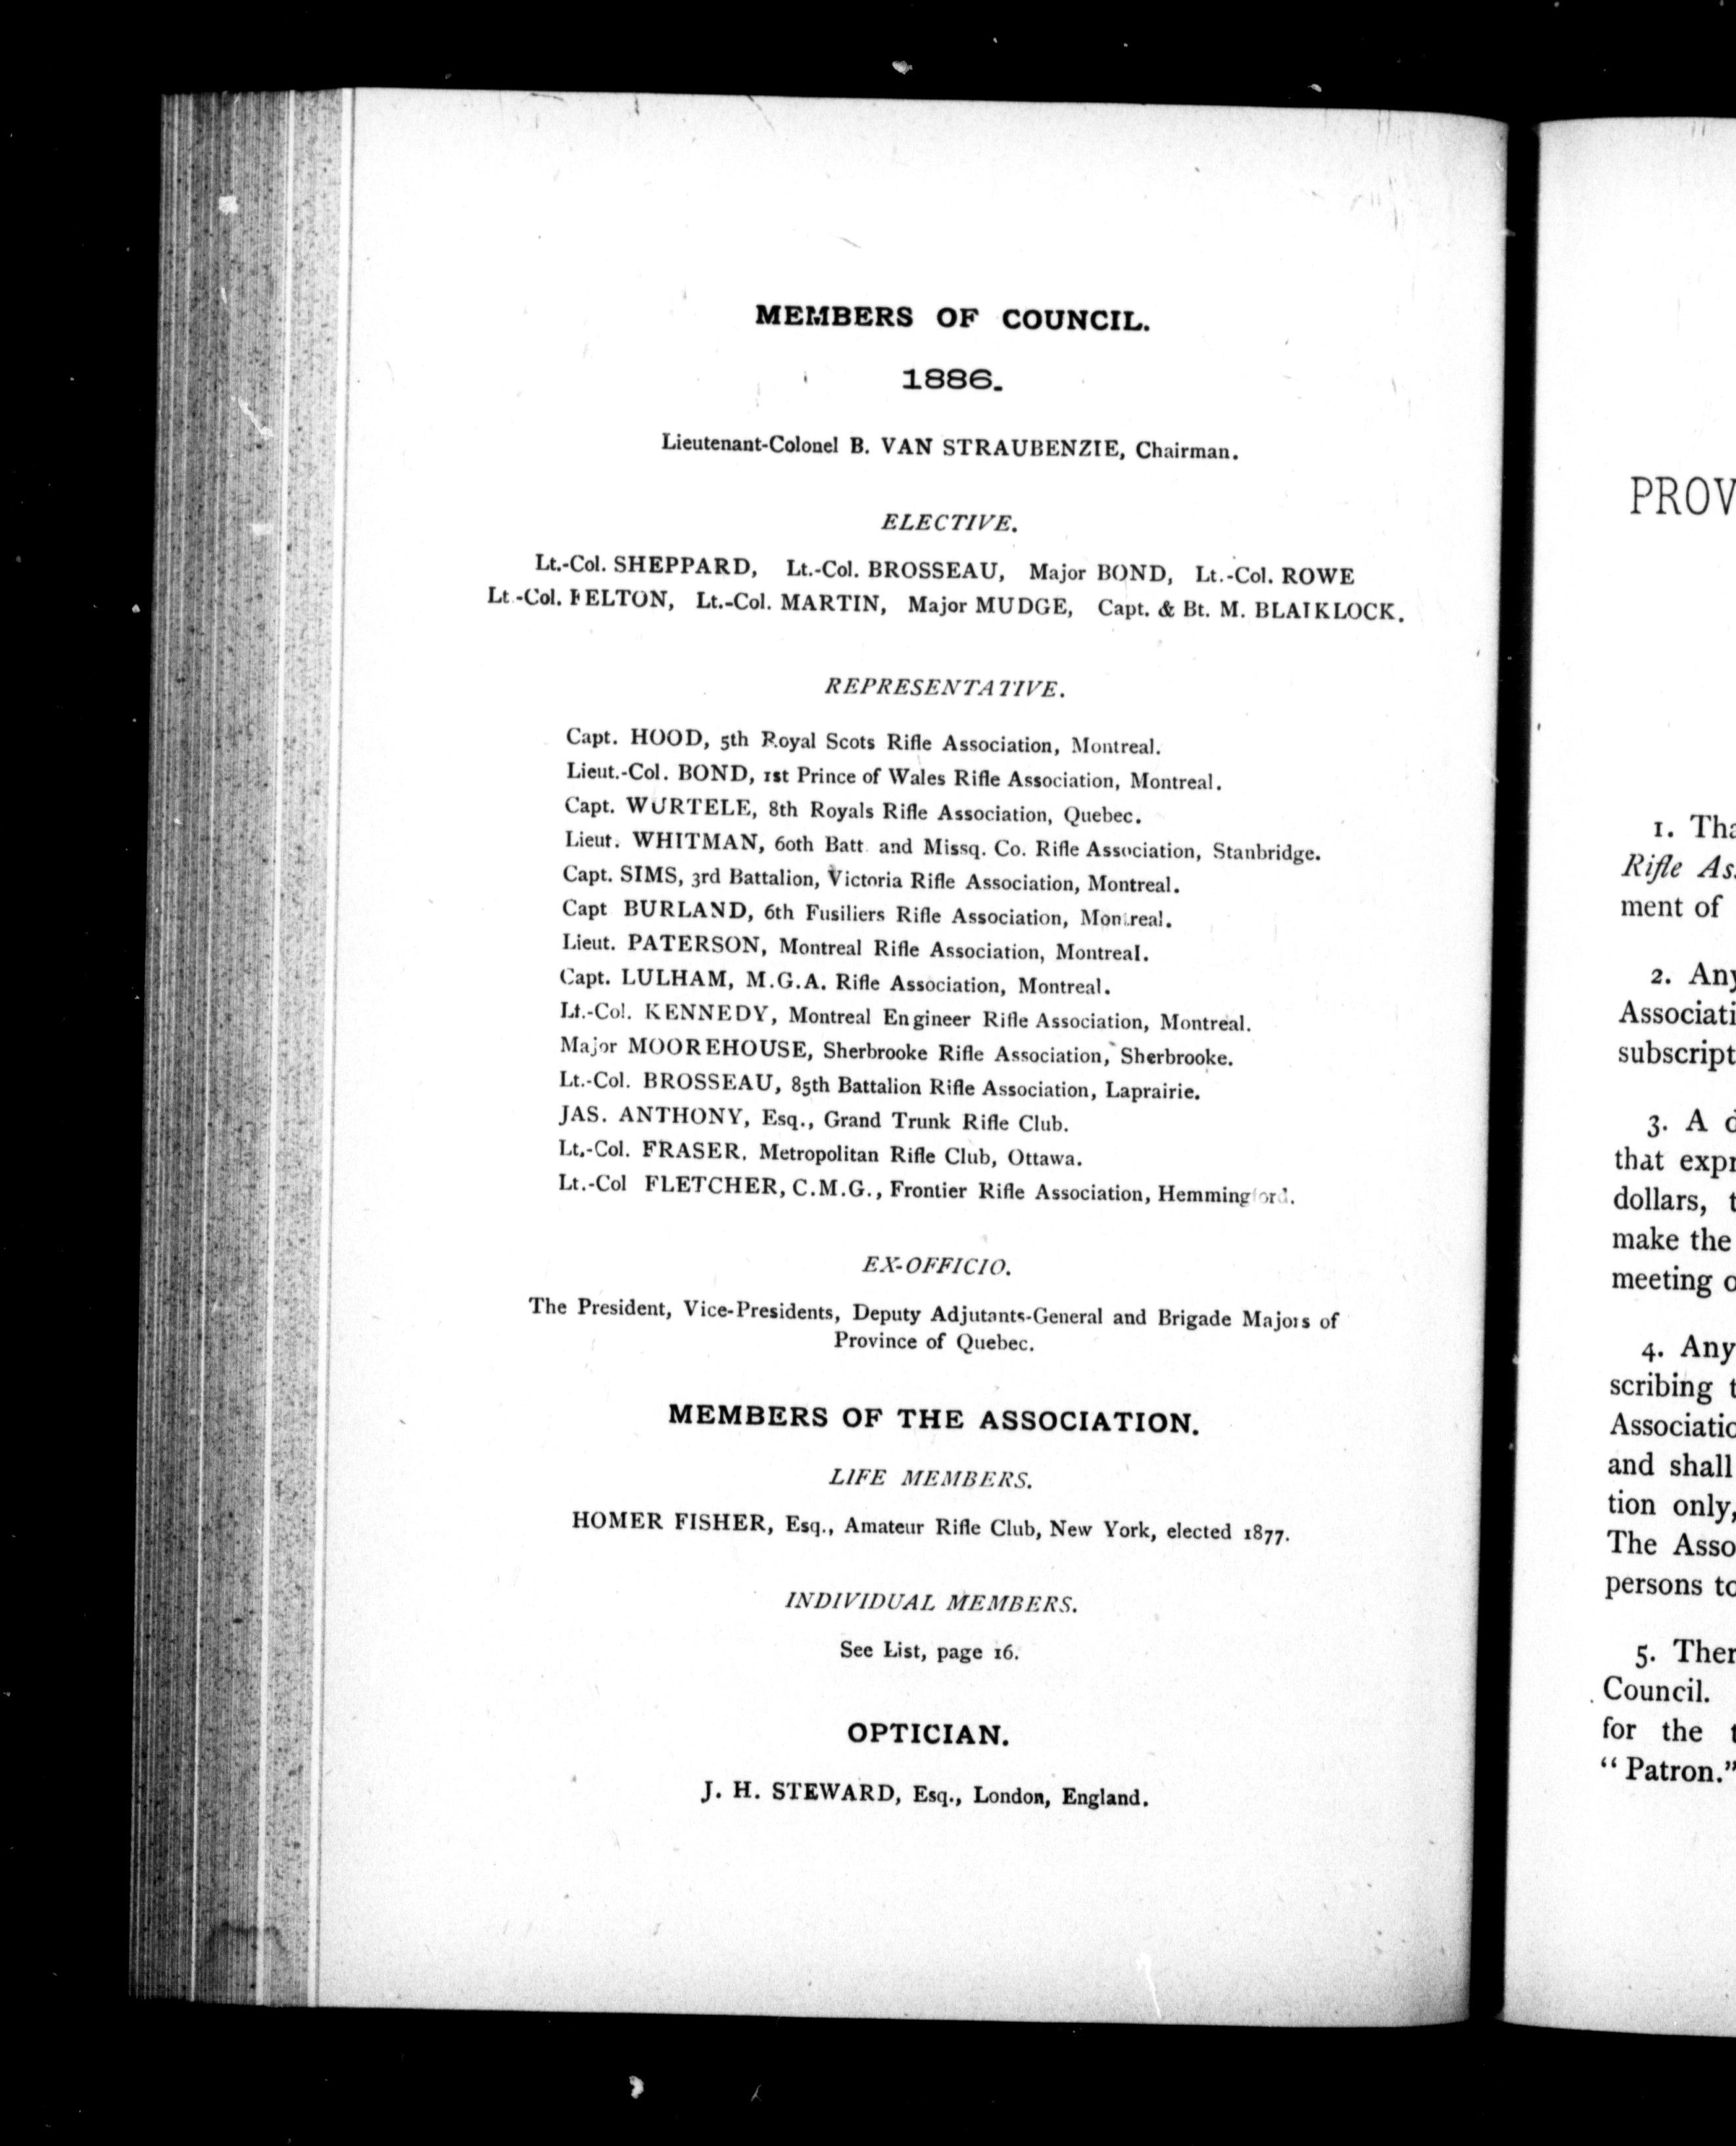 MEMBERS OF COUNCIL.
1886.
Lieutenant-Colonel B. VAN STRAUBENZIE, Chairman.
ELECTIVE.
Lt.-Col. SHEPPARD, Lt.-Col. BROSSEAU, Major BOND, Lt.-Col. ROWE
Lt.-Col. FELTON, Lt.-Col. MARTIN, Major MUDGE, Capt. & Bt. M. BLAIKLOCK.
REPRESENTATIVE.
Capt. HOOD, 5th Royal Scots Rifle Association, Montreal.
Lieut.-Col. BOND, 1st Prince of Wales Rifle Association, Montreal.
Capt. WURTELE, 8th Royals Rifle Association, Quebec.
Lieut. WHITMAN, 60th Batt. and Missq. Co. Rifle Association, Stanbridge.
Capt. SIMS, 3rd Battalion, Victoria Rifle Association, Montreal.
Capt BURLAND, 6th Fusiliers Rifle Association, Montreal.
Lieut. PATERSON, Montreal Rifle Association, Montreal.
Capt. LULHAM, M.G.A. Rifle Association, Montreal.
Lt.-Col. KENNEDY, Montreal Engineer Rifle Association, Montreal.
Major MOOREHOUSE, Sherbrooke Rifle Association, Sherbrooke.
Lt.-Col. BROSSEAU, 85th Battalion Rifle Association, Laprairie.
JAS. ANTHONY, Esq., Grand Trunk Rifle Club.
Lt.-Col. FRASER. Metropolitan Rifle Club, Ottawa.
Lt.-Col FLETCHER, C.M.G., Frontier Rifle Association, Hemmingford.
EX-OFFICIO.
The President, Vice-Presidents, Deputy Adjutants-General and Brigade Majors of
Province of Quebec.
MEMBERS OF THE ASSOCIATION.
LIFE MEMBERS.
HOMER FISHER, Esq., Amateur Rifle Club, New York, elected 1877.
INDIVIDUAL MEMBERS.
See List, page 16.
OPTICIAN.
J. H. STEWARD, Esq., London, England.
PROV
1. Tha
Rifle As
ment of
2. Any
Associati
subscript
3. A d
that expr
dollars, t
make the
meeting o
4. Any
scribing t
Associatio
and shall
tion only,
The Asso
persons to
5. Ther
Council.
for the t
"Patron."